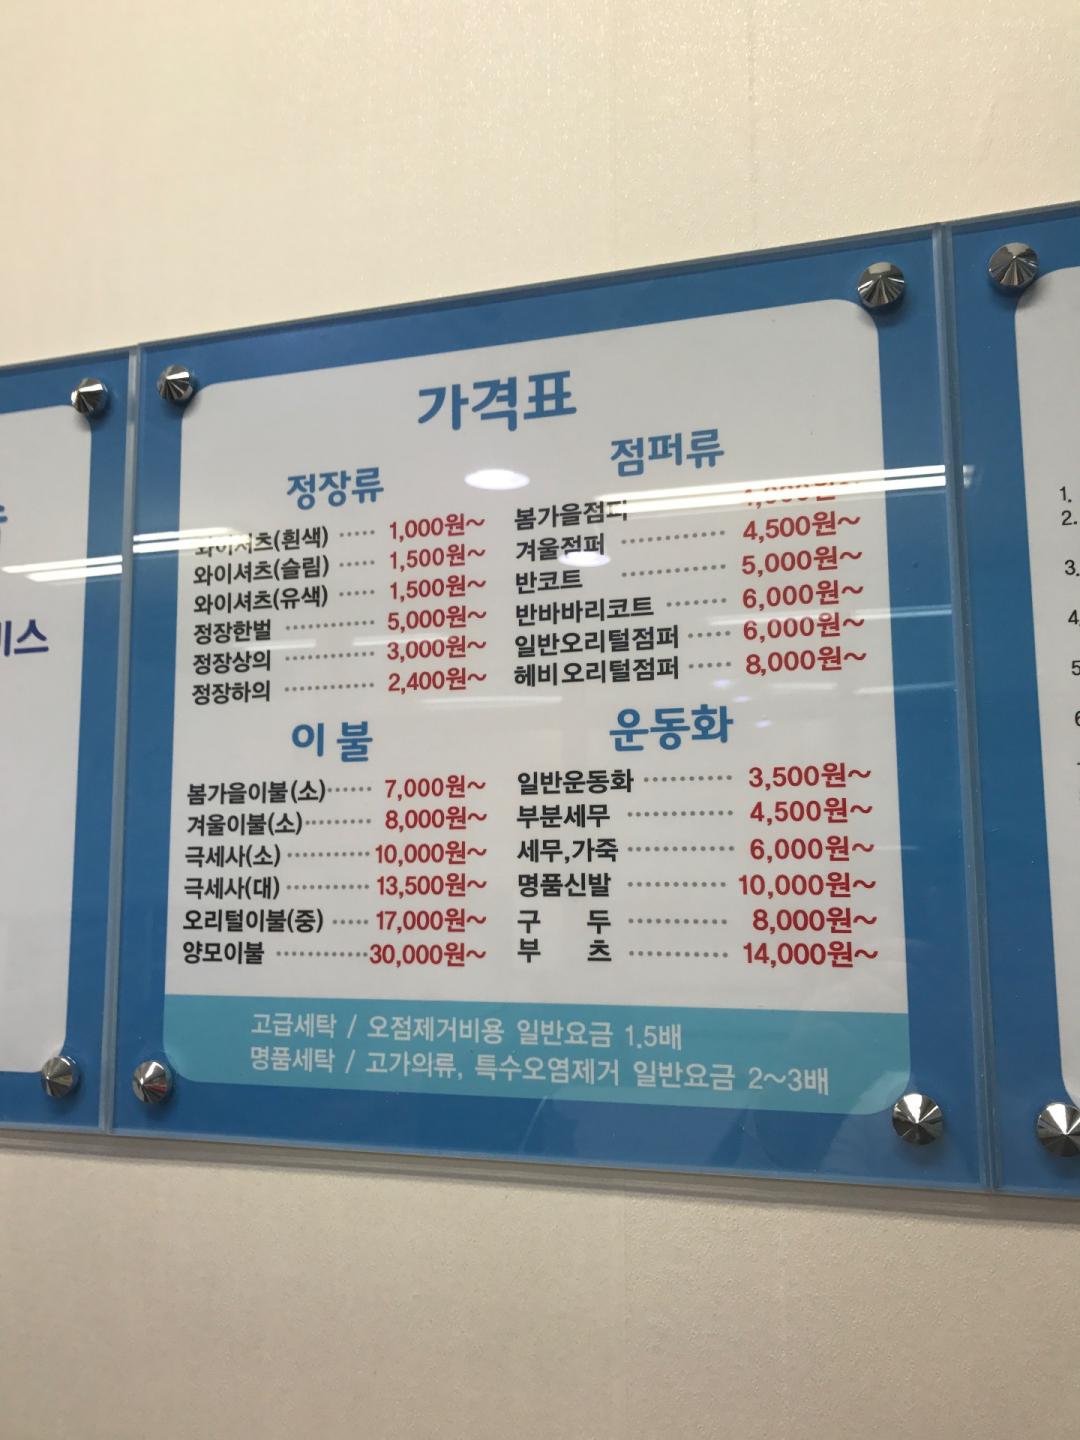 가격표
정장류
와이셔츠(흰색) ····· 1,000원~
와이셔츠(슬림) ····· 1,500원~
와이셔츠(유색) ····· 1,500원~
정장한벌 ············ 5,000원~
정장상의 ············ 3,000원~
정장하의 ············ 2,400원~
점퍼류
봄가을점퍼
겨울점퍼 ············ 4,500원~
반코트 ············ 5,000원~
반바바리코트 ······· 6,000원~
일반오리털점퍼 ····· 6,000원~
헤비오리털점퍼 ····· 8,000원~
이 불
봄가을이불(소)······ 7,000원~
겨울이불(소)········· 8,000원~
극세사(소) ··········· 10,000원~
극세사(대) ··········· 13,500원~
오리털이불(중) ····· 17,000원~
양모이불 ············30,000원~
운동화
일반운동화 ·········· 3,500원~
부분세무 ············ 4,500원~
세무,가죽 ············ 6,000원~
명품신발 ············ 10,000원~
구 두 ············ 8,000원~
부 츠 ············ 14,000원~
고급세탁 / 오점제거비용 일반요금 1.5배
명품세탁 / 고가의류, 특수오염제거 일반요금 2~3배
비스
1.
2.
3.
4.
5
6